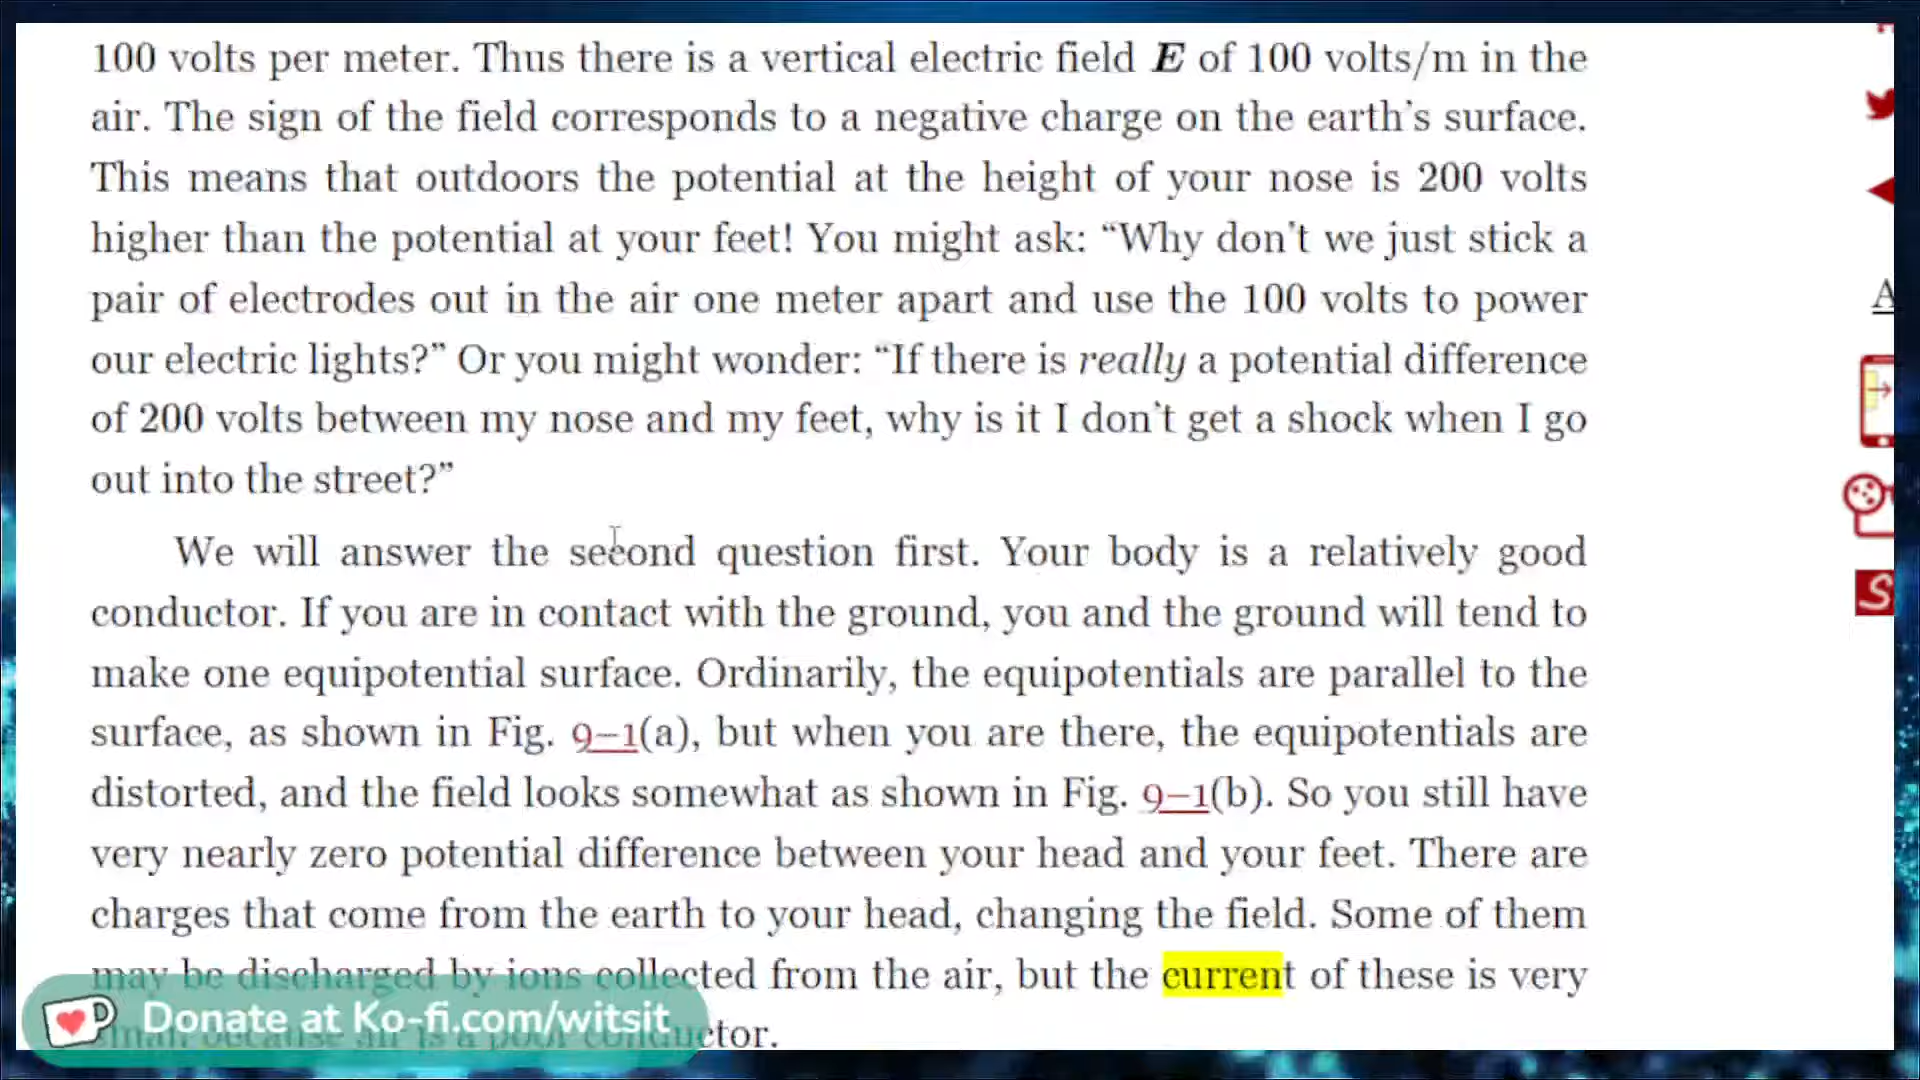 100 volts per meter. Thus there is a vertical electric field E of 100 volts/m in the
air. The sign of the field corresponds to a negative charge on the earth's surface.
This means that outdoors the potential at the height of your nose is 200 volts
higher than the potential at your feet! You might ask: “Why don't we just stick a
pair of electrodes out in the air one meter apart and use the 100 volts to power
our electric lights?” Or you might wonder: “If there is really a potential difference
of 200 volts between my nose and my feet, why is it I don't get a shock when I go
out into the street?”
We will answer the second question first. Your body is a relatively good
conductor. If you are in contact with the ground, you and the ground will tend to
make one equipotential surface. Ordinarily, the equipotentials are parallel to the
surface, as shown in Fig. 9–1(a), but when you are there, the equipotentials are
distorted, and the field looks somewhat as shown in Fig. 9–1(b). So you still have
very nearly zero potential difference between your head and your feet. There are
charges that come from the earth to your head, changing the field. Some of them
may be discharged by ions collected from the air, but the current of these is very
small because air is a poor conductor.
Donate at Ko-fi.com/witsit
A
S